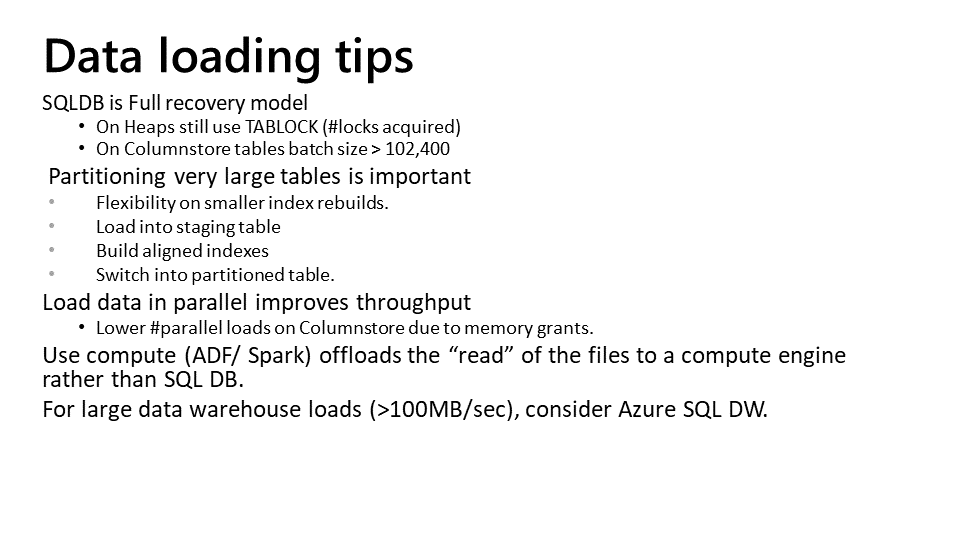 Data loading tips
SQLDB is Full recovery model
• On Heaps still use TABLOCK (#locks acquired)
• On Columnstore tables batch size > 102,400
Partitioning very large tables is important
• Flexibility on smaller index rebuilds.
• Load into staging table
• Build aligned indexes
• Switch into partitioned table.
Load data in parallel improves throughput
• Lower #parallel loads on Columnstore due to memory grants.
Use compute (ADF/ Spark) offloads the “read” of the files to a compute engine
rather than SQL DB.
For large data warehouse loads (>100MB/sec), consider Azure SQL DW.